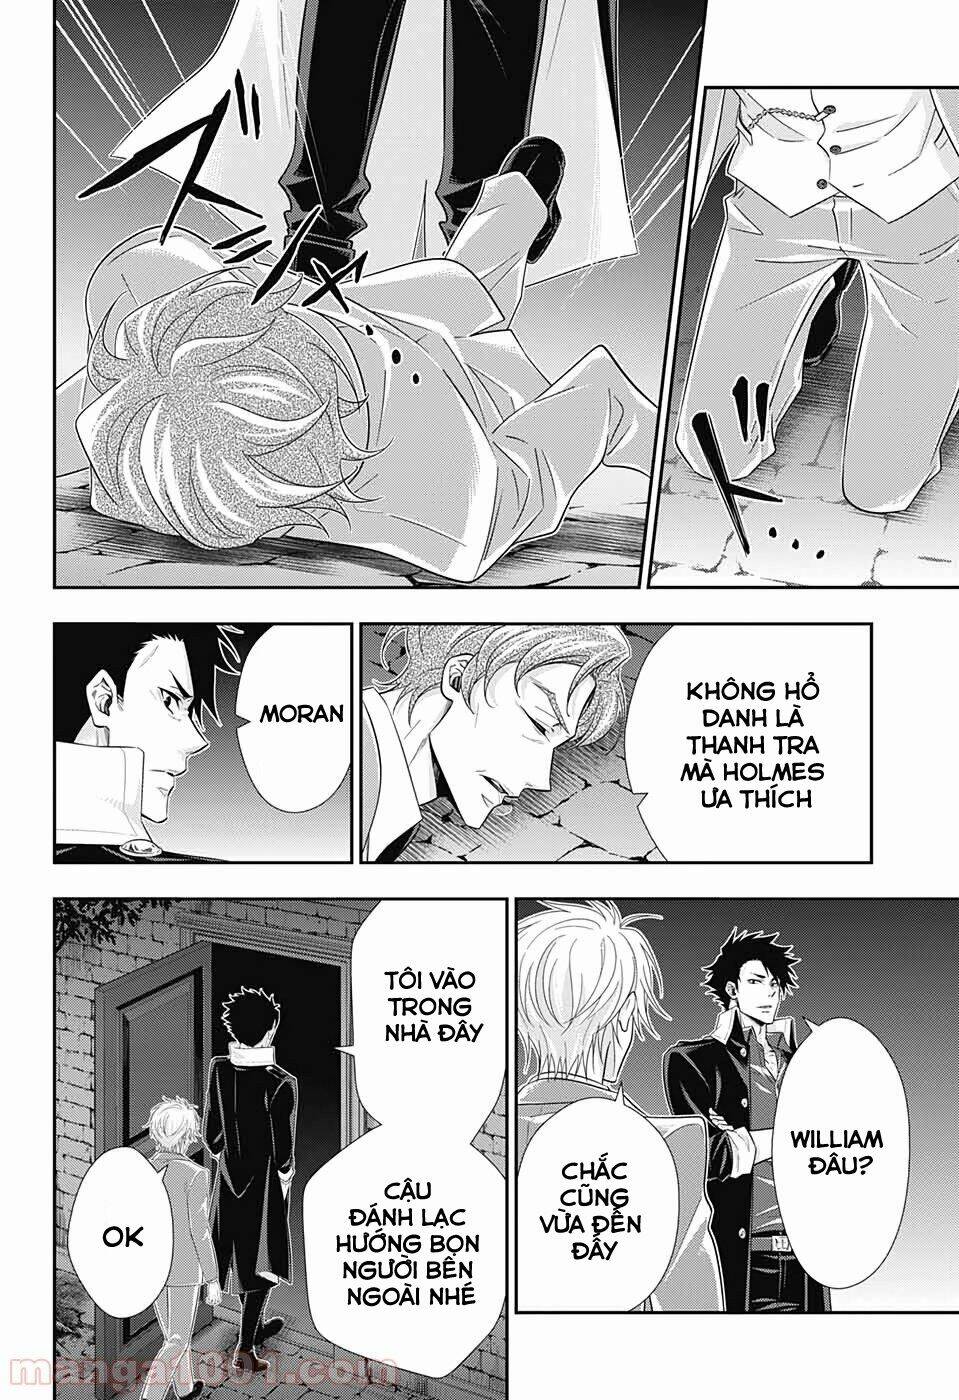 KHÔNG HỔ
DANH LÀ
THANH TRA
MÀ HOLMES
ƯA THÍCH
MORAN
WILLIAM
ĐÂU?
CHẮC
CŨNG
VỪA ĐẾN
ĐẤY
TÔI VÀO
TRONG
NHÀ ĐÂY
CẬU
ĐÁNH LẠC
HƯỚNG BỌN
NGƯỜI BÊN
NGOÀI NHÉ
OK
manga1001.com